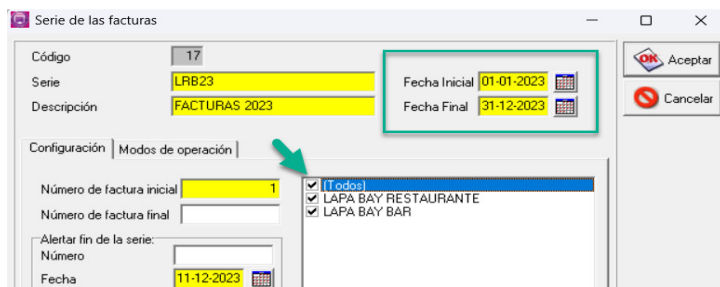 Serie de las facturas
Código 17
Serie LRB23 Fecha Inicial 01-01-2023
Descripción FACTURAS 2023 Fecha Final 31-12-2023
OK Aceptar
Cancelar
Configuración Modos de operación
Número de factura inicial 1
Número de factura final
Alertar fin de la serie:
Número
Fecha 11-12-2023
(Todos)
LAPA BAY RESTAURANTE
LAPA BAY BAR